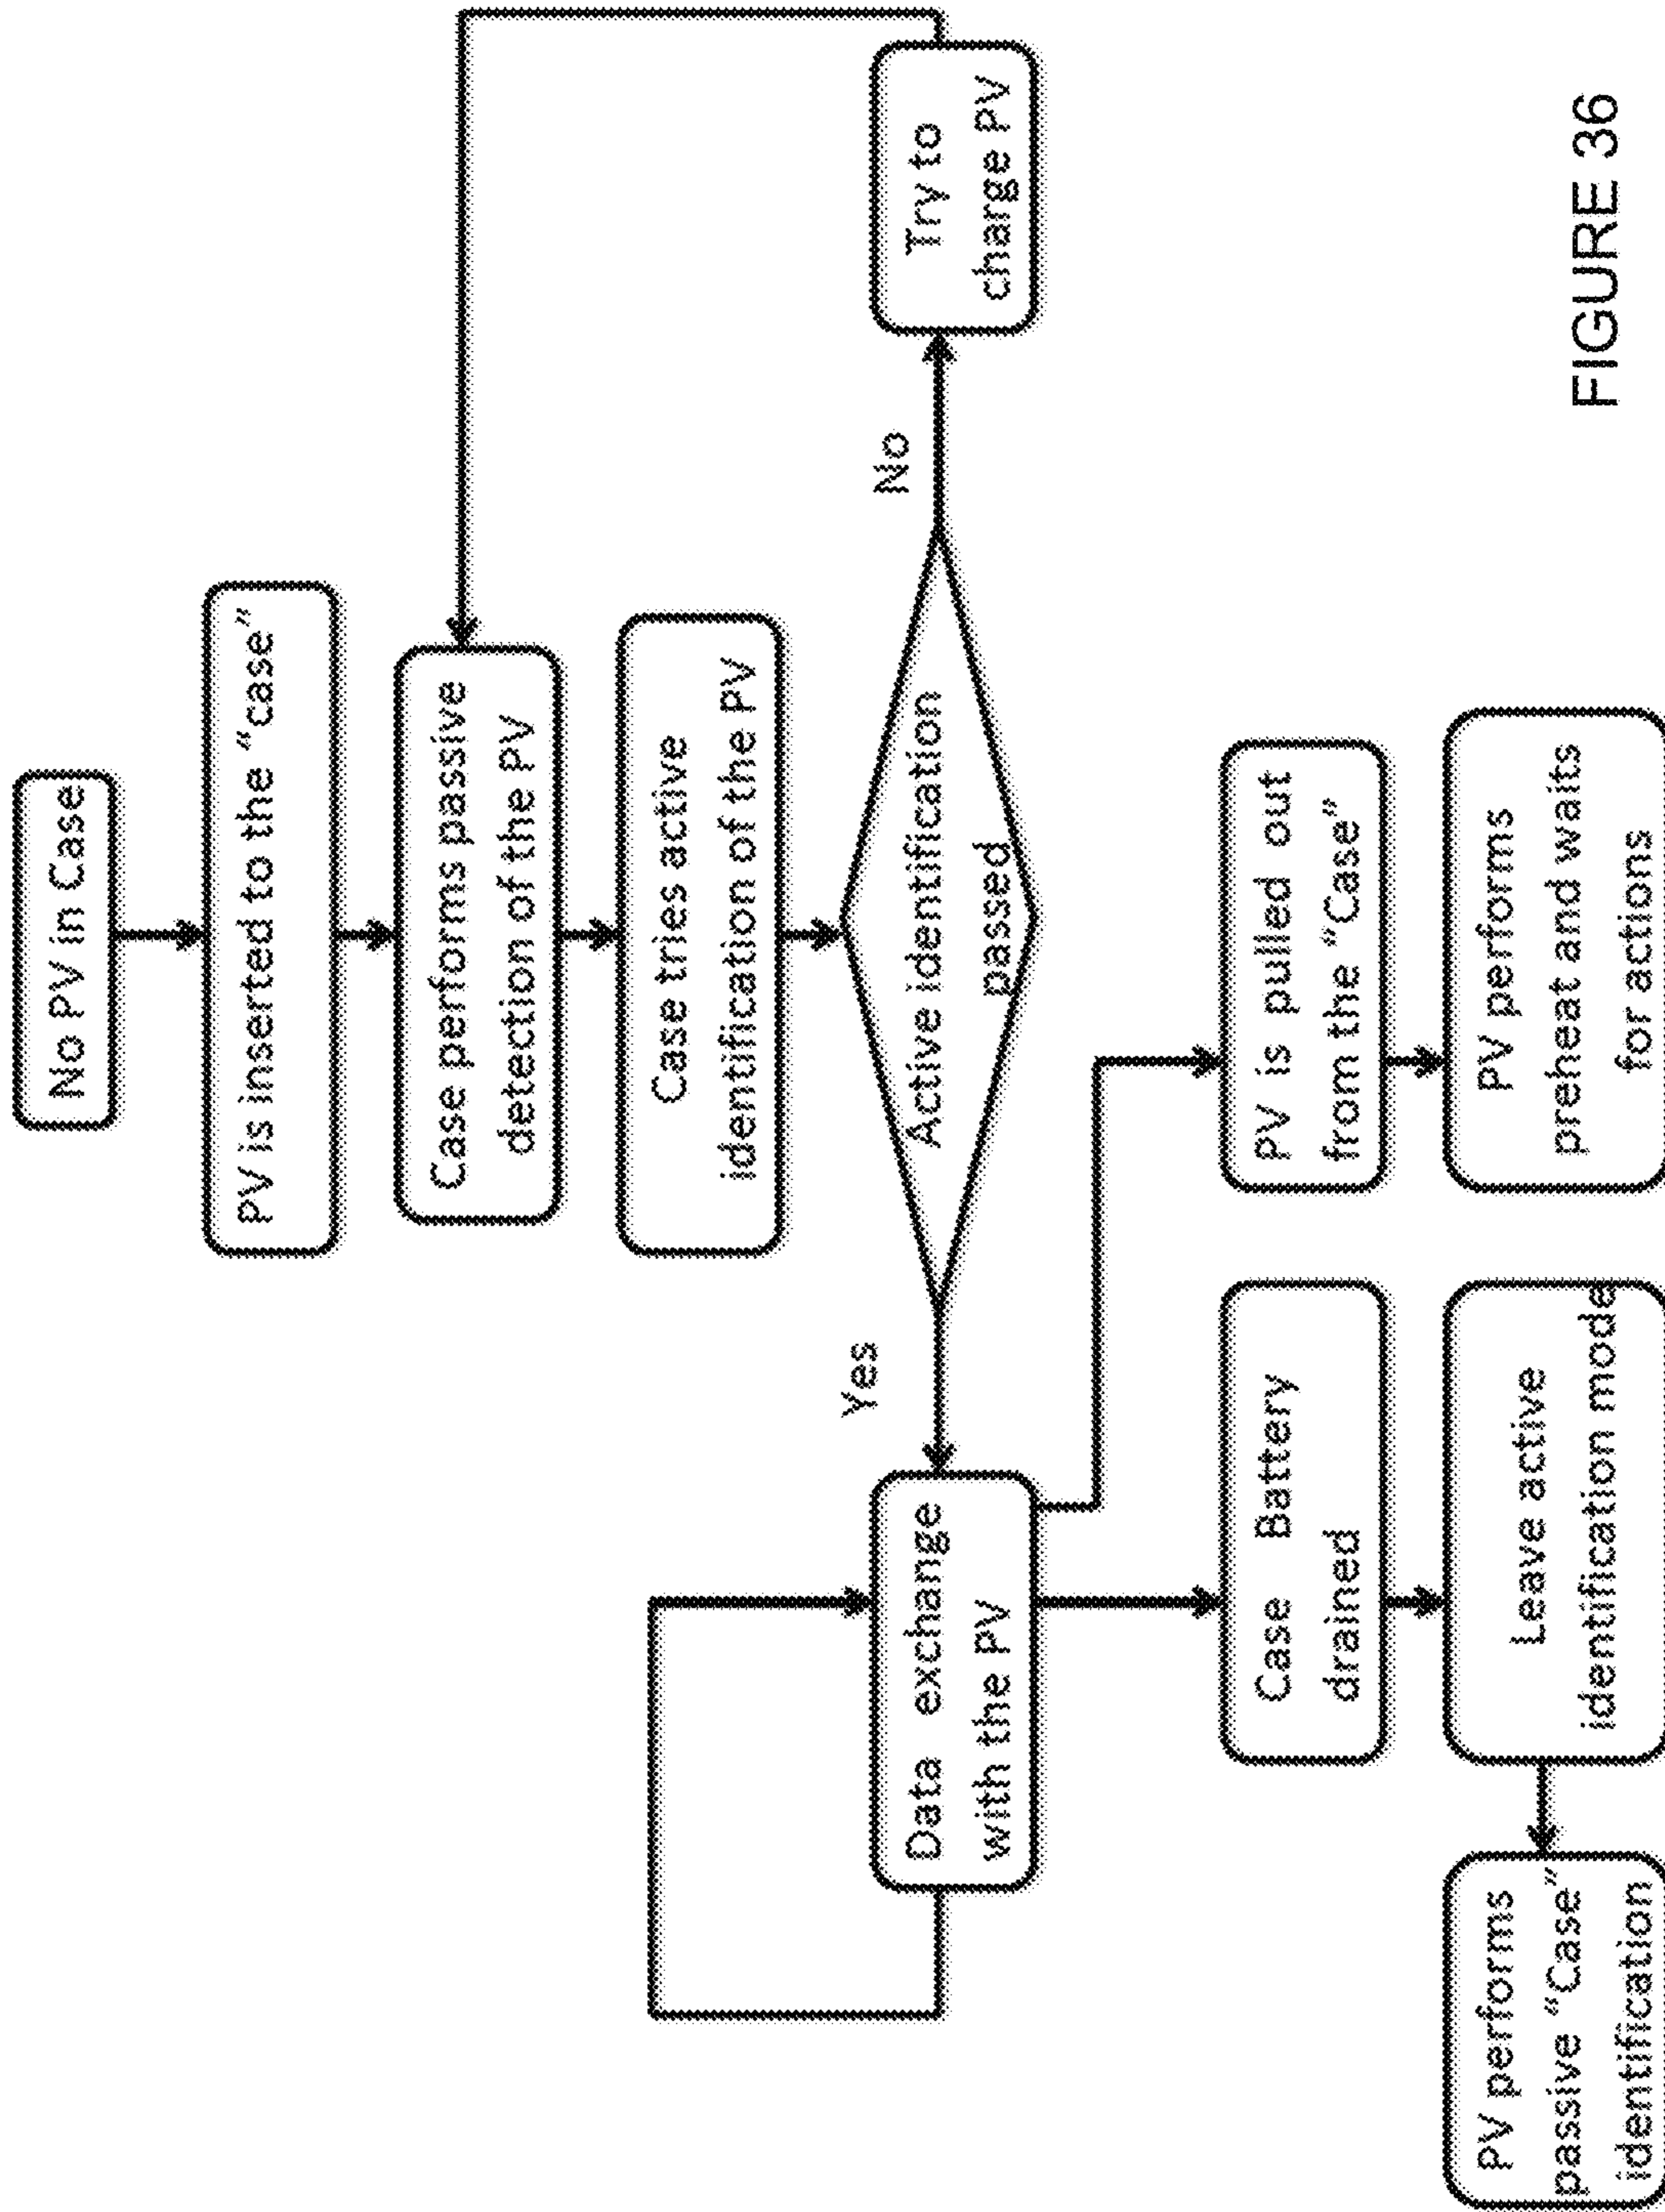 No PV in Case
PV is inserted to the “case”
Case performs passive
detection of the PV
Case tries active
identification of the PV
Active identification
passed
Yes
No
Data exchange
with the PV
Try to
charge PV
Case Battery
drained
PV is pulled out
from the “Case”
Leave active
identification mode
PV performs
preheat and waits
for actions
PV performs
passive “Case”
identification
FIGURE 36